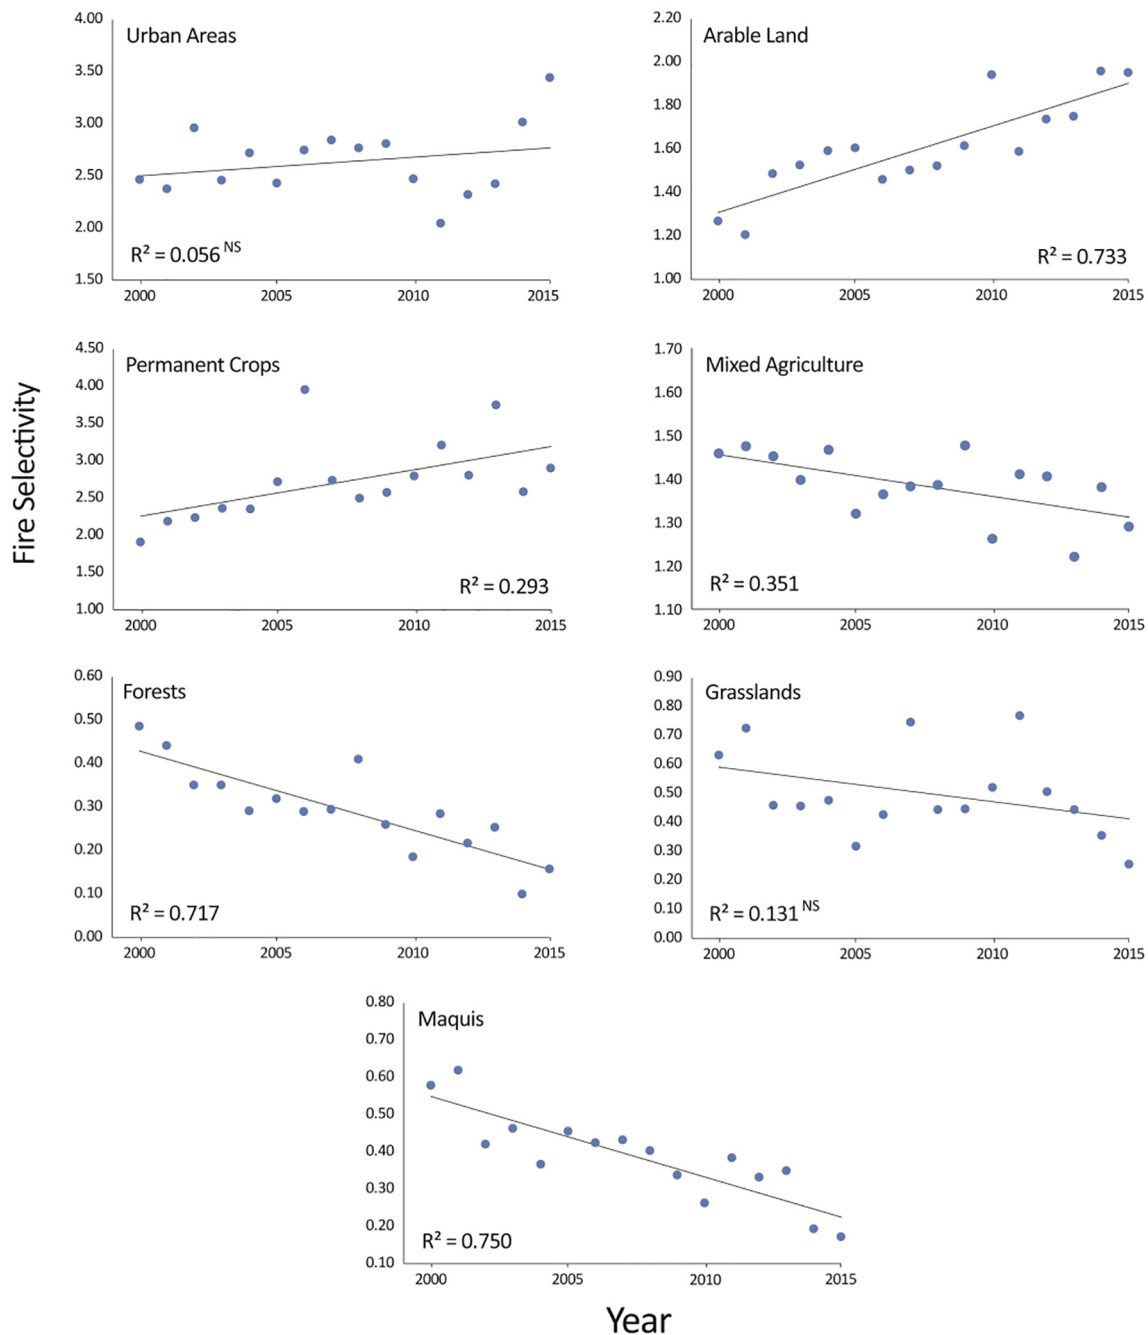 Fire Selectivity
Urban Areas
4.00
3.50
3.00
2.50
2.00
1.50
R² = 0.056 NS
2000 2005 2010 2015
Arable Land
2.20
2.00
1.80
1.60
1.40
1.20
1.00
R² = 0.733
2000 2005 2010 2015
Permanent Crops
4.50
4.00
3.50
3.00
2.50
2.00
1.50
1.00
R² = 0.293
2000 2005 2010 2015
Mixed Agriculture
1.70
1.60
1.50
1.40
1.30
1.20
1.10
R² = 0.351
2000 2005 2010 2015
Forests
0.60
0.50
0.40
0.30
0.20
0.10
0.00
R² = 0.717
2000 2005 2010 2015
Grasslands
0.90
0.80
0.70
0.60
0.50
0.40
0.30
0.20
0.10
0.00
R² = 0.131 NS
2000 2005 2010 2015
Maquis
0.80
0.70
0.60
0.50
0.40
0.30
0.20
0.10
R² = 0.750
2000 2005 2010 2015
Year